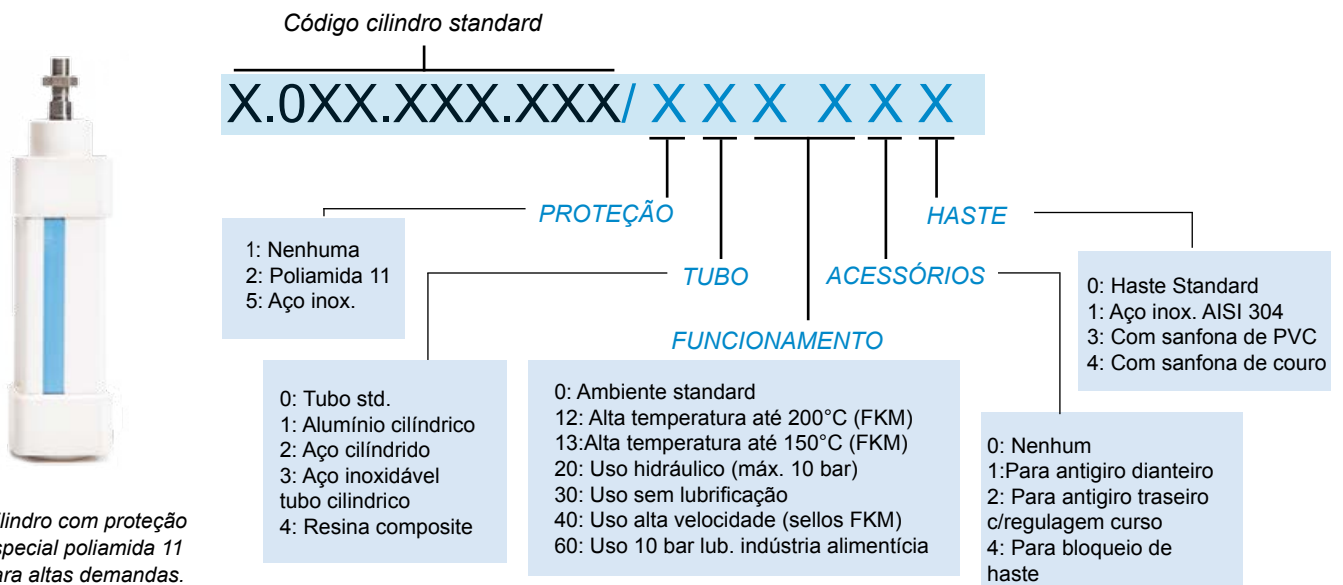 Código cilindro standard
X.0XX.XXX.XXX/ X X X X X X
PROTEÇÃO
HASTE
1: Nenhuma
2: Poliamida 11
5: Aço inox.
TUBO
ACESSÓRIOS
0: Haste Standard
1: Aço inox. AISI 304
3: Com sanfona de PVC
4: Com sanfona de couro
FUNCIONAMENTO
0: Tubo std.
1: Alumínio cilíndrico
2: Aço cilíndrido
3: Aço inoxidável
tubo cilindrico
4: Resina composite
0: Ambiente standard
12: Alta temperatura até 200°C (FKM)
13:Alta temperatura até 150°C (FKM)
20: Uso hidráulico (máx. 10 bar)
30: Uso sem lubrificação
40: Uso alta velocidade (sellos FKM)
60: Uso 10 bar lub. indústria alimentícia
0: Nenhum
1:Para antigiro dianteiro
2: Para antigiro traseiro
c/regulagem curso
4: Para bloqueio de
haste
ilindro com proteção
special poliamida 11
ara altas demandas.